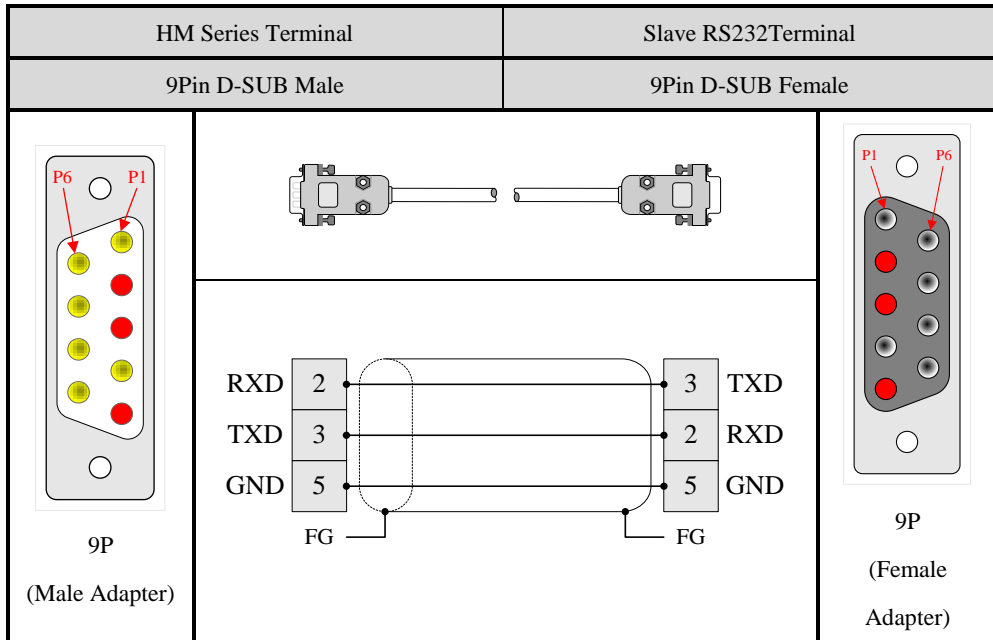 HM Series Terminal
Slave RS232Terminal
9Pin D-SUB Male
9Pin D-SUB Female
P6 P1
P1 P6
RXD 2 3 TXD
TXD 3 2 RXD
GND 5 5 GND
FG FG
9P
(Male Adapter)
9P
(Female
Adapter)